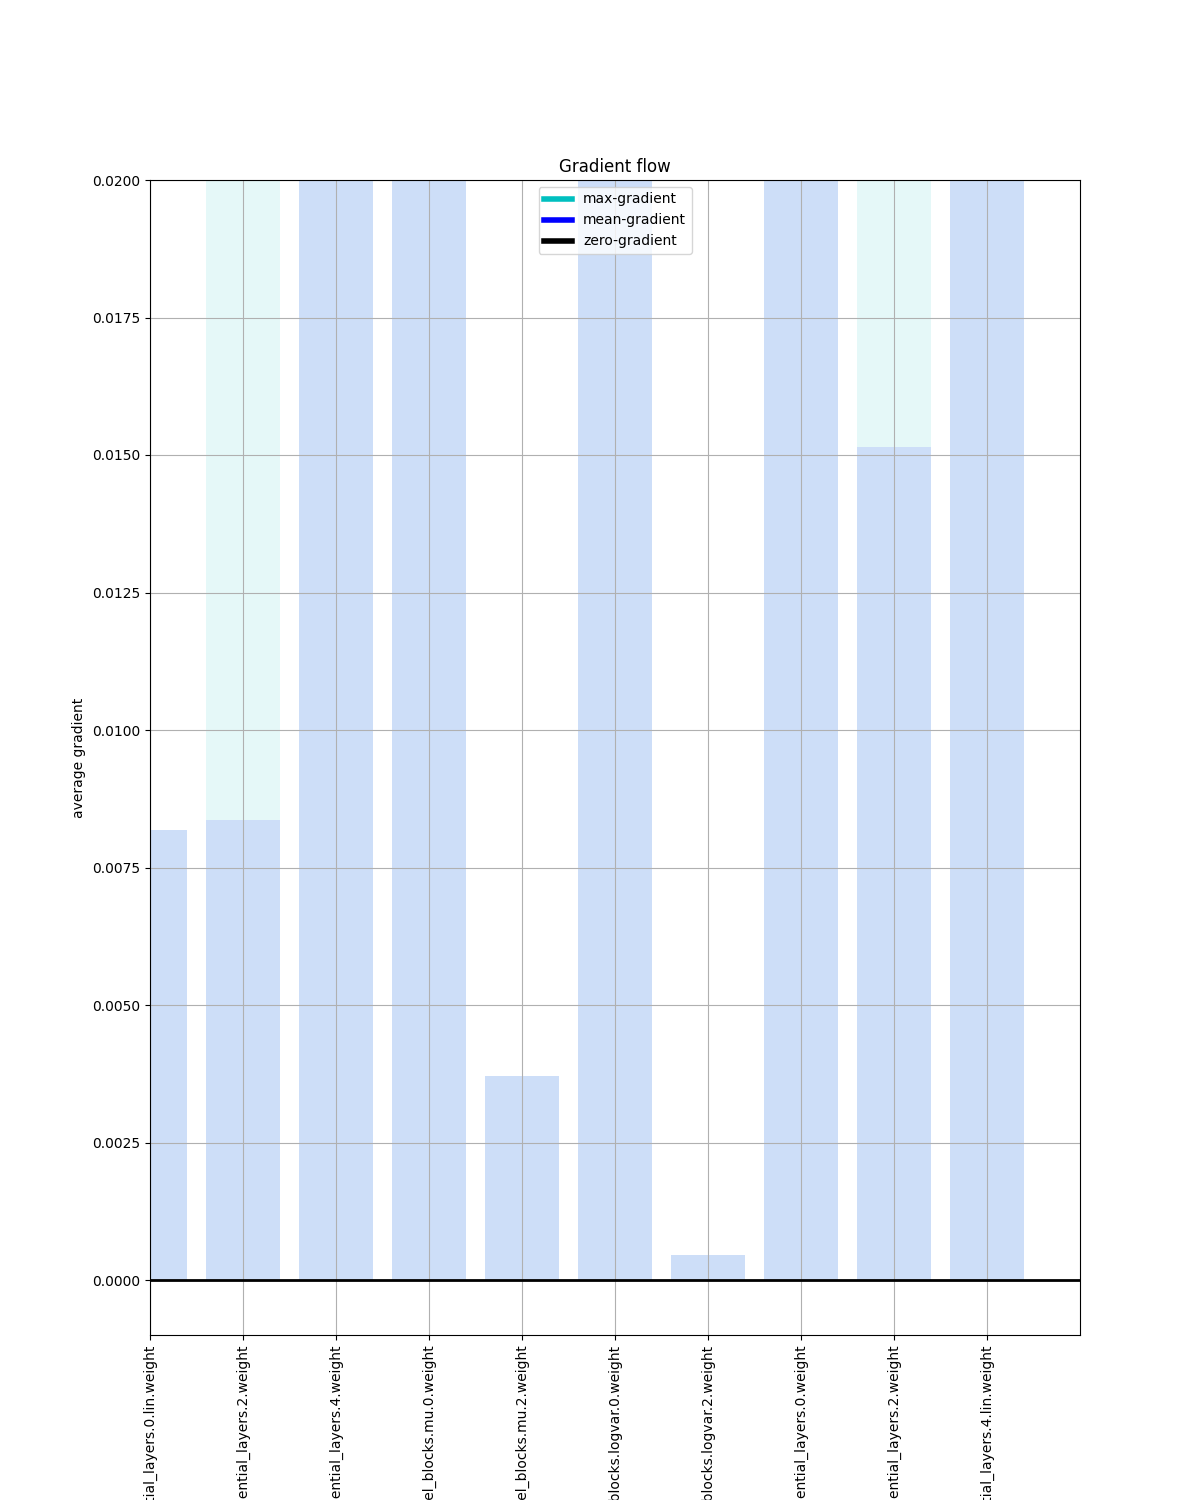 Gradient flow
max-gradient
mean-gradient
zero-gradient
0.0200
0.0175
0.0150
0.0125
0.0100
0.0075
0.0050
0.0025
0.0000
average gradient
tial_layers.0.lin.weight
ential_layers.2.weight
ential_layers.4.weight
el_blocks.mu.0.weight
el_blocks.mu.2.weight
blocks.logvar.0.weight
blocks.logvar.2.weight
ential_layers.0.weight
ential_layers.2.weight
tial_layers.4.lin.weight